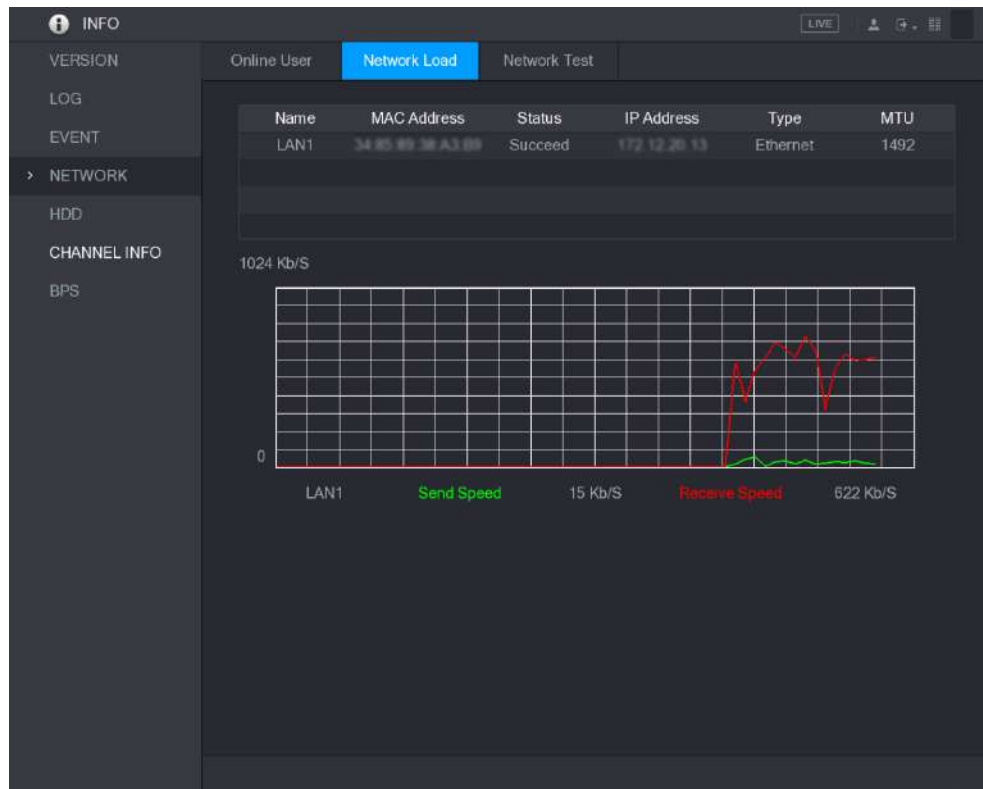 INFO LIVE
VERSION
LOG
EVENT
NETWORK
HDD
CHANNEL INFO
BPS
Online User Network Load Network Test
Name MAC Address Status IP Address Type MTU
LAN1 Succeed Ethernet 1492
1024 Kb/S
0
LAN1 Send Speed 15 Kb/S Receive Speed 622 Kb/S